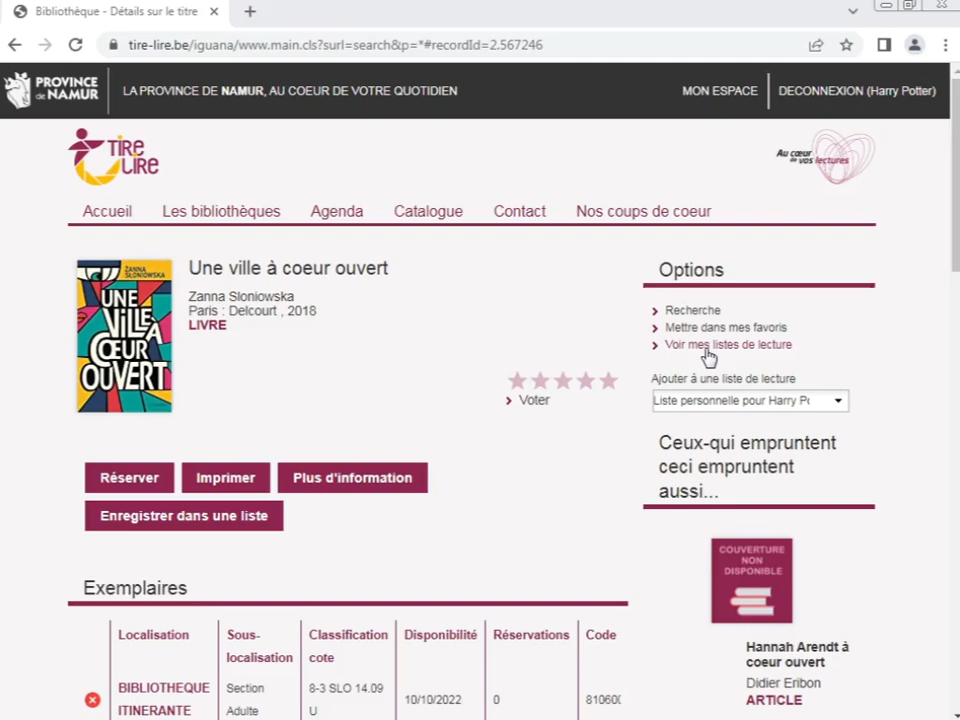 Bibliothèque - Détails sur le titre
tire-lire.be/iguana/www.main.cls?surl=search&p=*#recordId=2.567246
PROVINCE
DE NAMUR
LA PROVINCE DE NAMUR, AU COEUR DE VOTRE QUOTIDIEN
MON ESPACE
DECONNEXION (Harry Potter)
TiRE
LiRE
Au cœur
de vos lectures
Accueil
Les bibliothèques
Agenda
Catalogue
Contact
Nos coups de coeur
ZANNA
SŁONIOWSKA
UNE
VILLE
À
CŒUR
OUVERT
Une ville à coeur ouvert
Zanna Słoniowska
Paris : Delcourt , 2018
LIVRE
Voter
Options
Recherche
Mettre dans mes favoris
Voir mes listes de lecture
Ajouter à une liste de lecture
Liste personnelle pour Harry Po
Réserver
Imprimer
Plus d'information
Enregistrer dans une liste
Ceux-qui empruntent
ceci empruntent
aussi...
COUVERTURE
NON
DISPONIBLE
Hannah Arendt à
coeur ouvert
Didier Eribon
ARTICLE
Exemplaires
Localisation
Sous-
localisation
Classification
cote
Disponibilité
Réservations
Code
BIBLIOTHEQUE
ITINERANTE
Section
Adulte
8-3 SLO 14.09
U
10/10/2022
0
810600